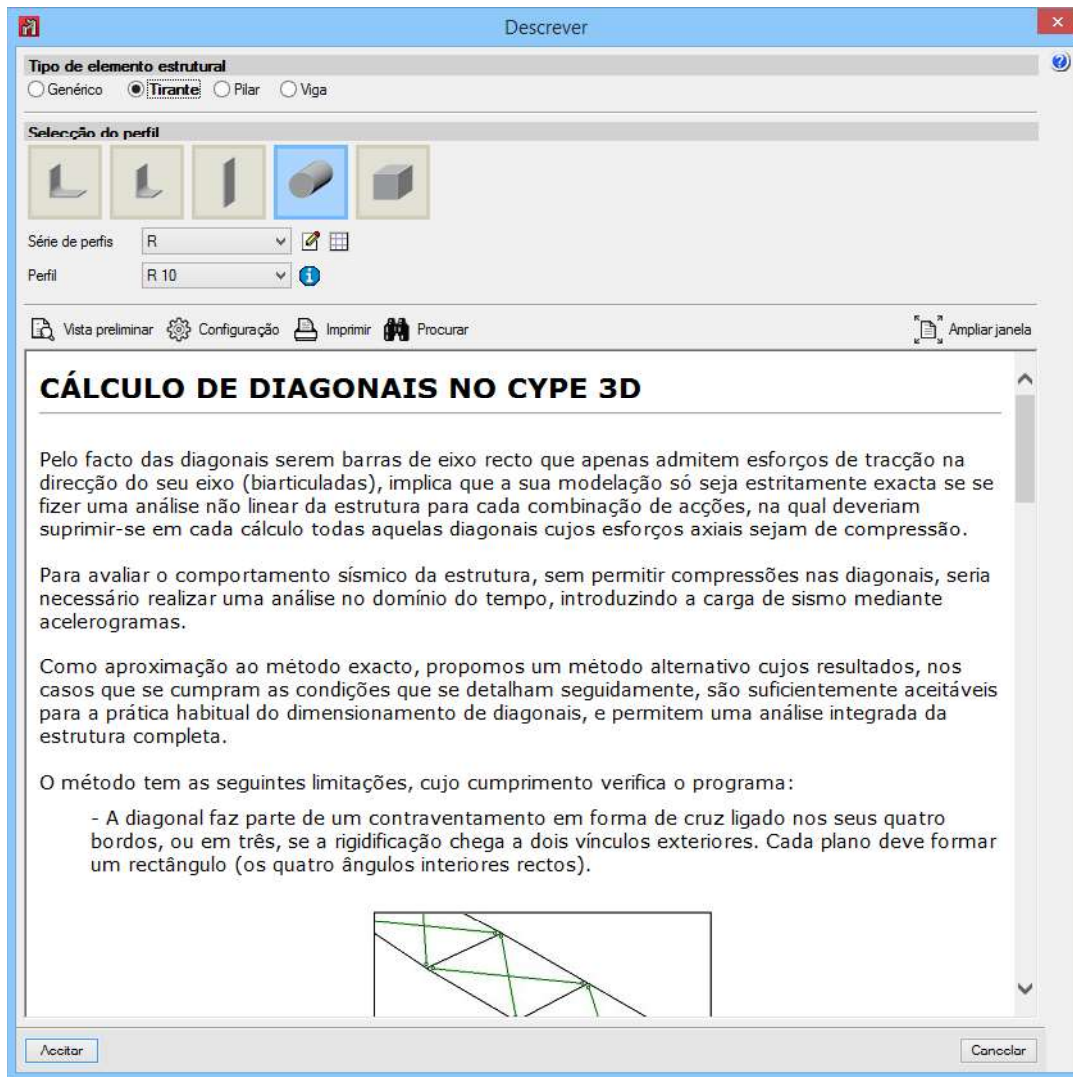 Descrever
Tipo de elemento estrutural
Genérico Tirante Pilar Viga
Selecção do perfil
Série de perfis R
Perfil R 10
Vista preliminar Configuração Imprimir Procurar Ampliar janela
CÁLCULO DE DIAGONAIS NO CYPE 3D
Pelo facto das diagonais serem barras de eixo recto que apenas admitem esforços de tracção na
direcção do seu eixo (biarticuladas), implica que a sua modelação só seja estritamente exacta se se
fizer uma análise não linear da estrutura para cada combinação de acções, na qual deveriam
suprimir-se em cada cálculo todas aquelas diagonais cujos esforços axiais sejam de compressão.
Para avaliar o comportamento sísmico da estrutura, sem permitir compressões nas diagonais, seria
necessário realizar uma análise no domínio do tempo, introduzindo a carga de sismo mediante
acelerogramas.
Como aproximação ao método exacto, propomos um método alternativo cujos resultados, nos
casos que se cumpram as condições que se detalham seguidamente, são suficientemente aceitáveis
para a prática habitual do dimensionamento de diagonais, e permitem uma análise integrada da
estrutura completa.
O método tem as seguintes limitações, cujo cumprimento verifica o programa:
- A diagonal faz parte de um contraventamento em forma de cruz ligado nos seus quatro
bordos, ou em três, se a rigidificação chega a dois vínculos exteriores. Cada plano deve formar
um rectângulo (os quatro ângulos interiores rectos).
Aceitar Cancelar